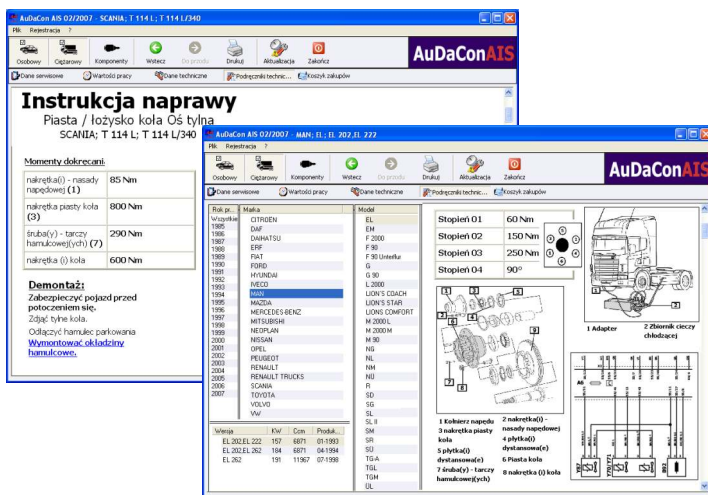 AuDaCon AIS 02/2007 - SCANIA; T 114 L; T 114 L/340
Plik Rejestracja ?
Osobowy Ciężarowy Komponenty Wstecz Do przodu Drukuj Aktualizacja Zakończ
AuDaConAIS
Dane serwisowe Wartości pracy Dane techniczne Podręczniki technic... Koszyk zakupów
Instrukcja naprawy
Piasta / łożysko koła Oś tylna
SCANIA; T 114 L; T 114 L/340
Momenty dokręcani
nakrętka(i) - nasady napędowej (1) 85 Nm
nakrętka piasty koła (3) 800 Nm
śruba(y) - tarczy hamulcowej(ych) (7) 290 Nm
nakrętka (i) koła 600 Nm
Demontaż:
Zabezpieczyć pojazd przed
potoczeniem się.
Zdjąć tylne koła.
Odłączyć hamulec parkowania
Wymontować okładziny
hamulcowe.
AuDaCon AIS 02/2007 - MAN; EL; EL 202,EL 222
Plik Rejestracja ?
Osobowy Ciężarowy Komponenty Wstecz Do przodu Drukuj Aktualizacja Zakończ
AuDaConAIS
Dane serwisowe Wartości pracy Dane techniczne Podręczniki technic... Koszyk zakupów
Rok pr...
Wszystkie
1985
1986
1987
1988
1989
1990
1991
1992
1993
1994
1995
1996
1997
1998
1999
2000
2001
2002
2003
2004
2005
2006
2007
Marka
CITROEN
DAF
DAIHATSU
ERF
FIAT
FORD
HYUNDAI
IVECO
MAN
MAZDA
MERCEDES-BENZ
MITSUBISHI
NEOPLAN
NISSAN
OPEL
PEUGEOT
RENAULT
RENAULT TRUCKS
SCANIA
TOYOTA
VOLVO
VW
Model
EL
EM
F 2000
F 90
F 90 Unterflur
G
G 90
L 2000
LION'S COACH
LION'S STAR
LIONS COMFORT
M 2000 L
M 2000 M
M 90
NG
NL
NM
NÜ
R
SD
SG
SL
SL II
SM
SR
SÜ
TG-A
TGL
TGM
ÜL
Wersja KW Ccm Produk...
EL 202,EL 222 157 6871 01-1993
EL 202,EL 262 184 6871 04-1994
EL 262 191 11967 07-1998
Stopień 01 60 Nm
Stopień 02 150 Nm
Stopień 03 250 Nm
Stopień 04 90°
1 Adapter
2 Zbiornik cieczy
chłodzącej
1 Kołnierz napędu
3 nakrętka piasty
koła
5 płytka(i)
dystansowa(e)
7 śruba(y) - tarczy
hamulcowej(ych)
2 nakrętka(i) -
nasady napędowej
4 płytka(i)
dystansowa(e)
6 Piasta koła
8 nakrętka (i) koła
A6
Y87
Y70/Y71
B92